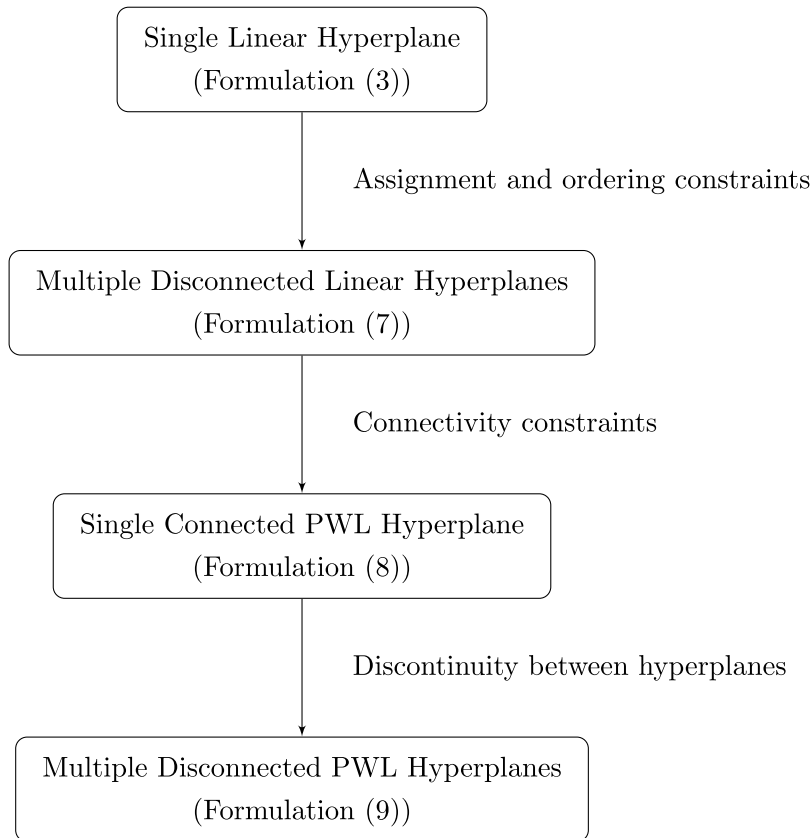 Single Linear Hyperplane
(Formulation (3))
Assignment and ordering constraints
Multiple Disconnected Linear Hyperplanes
(Formulation (7))
Connectivity constraints
Single Connected PWL Hyperplane
(Formulation (8))
Discontinuity between hyperplanes
Multiple Disconnected PWL Hyperplanes
(Formulation (9))